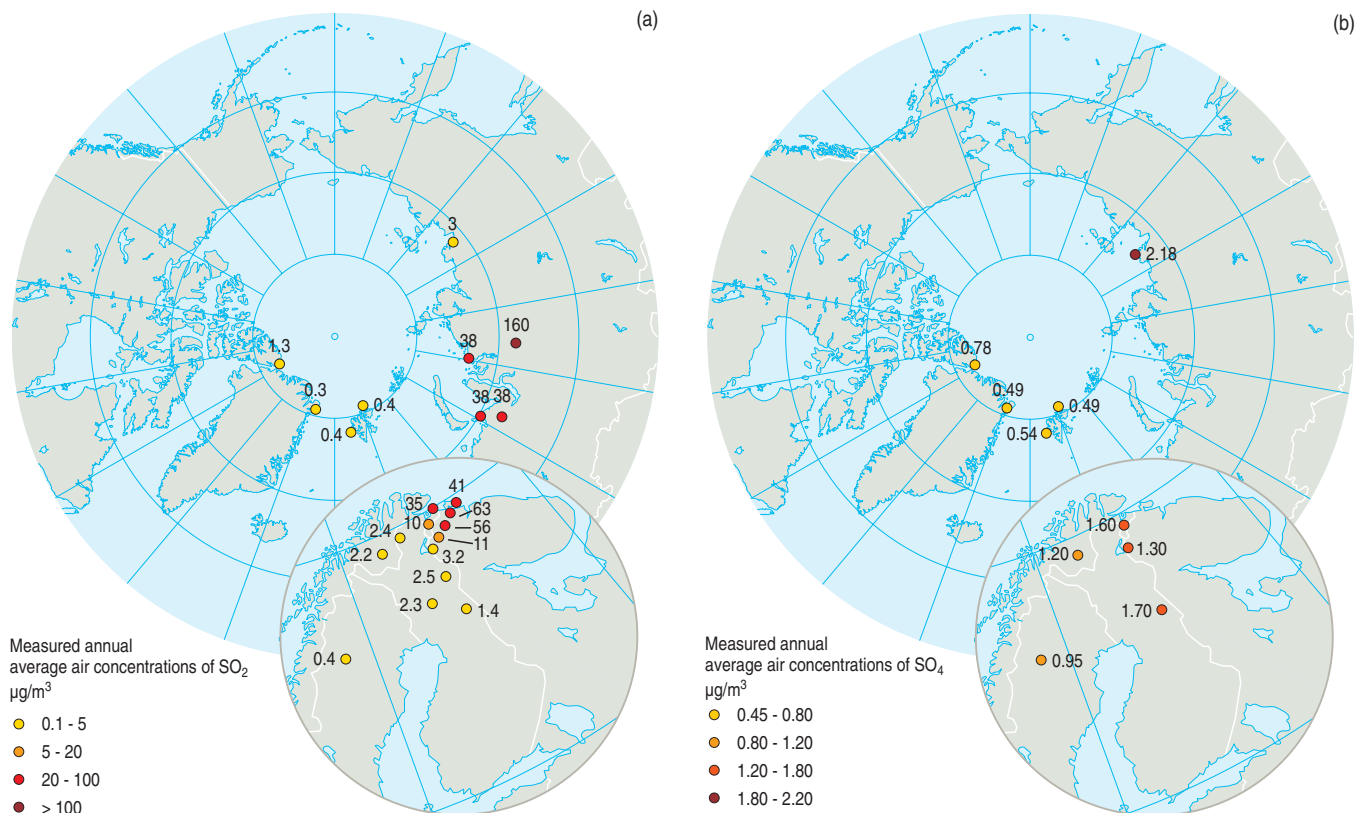 (a)
3
160
38
1.3
0.3
0.4
38 38
0.4
41
35
63
10
56
2.4
11
2.2
3.2
2.5
2.3
1.4
0.4
Measured annual
average air concentrations of SO₂
µg/m³
0.1 - 5
5 - 20
20 - 100
> 100
(b)
2.18
0.78
0.49
0.49
0.54
1.60
1.30
1.20
1.70
0.95
Measured annual
average air concentrations of SO₄
µg/m³
0.45 - 0.80
0.80 - 1.20
1.20 - 1.80
1.80 - 2.20